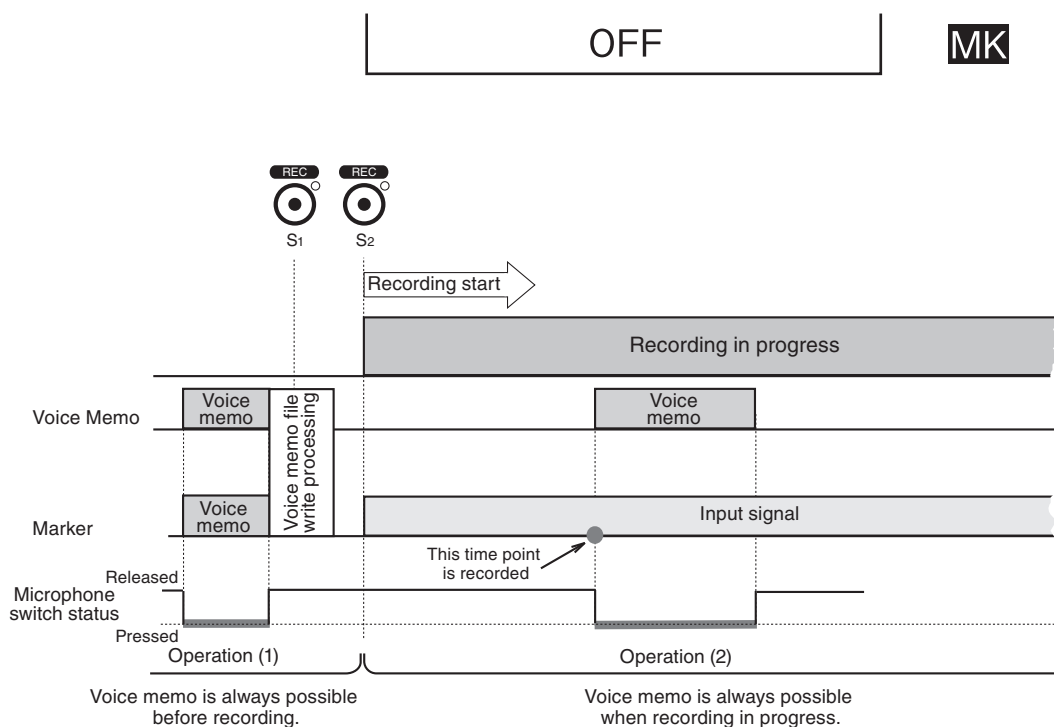 OFF
MK
REC
REC
S1
S2
Recording start
Recording in progress
Voice Memo
Voice
memo
Voice memo file
write processing
Voice
memo
Marker
Voice
memo
Input signal
This time point
is recorded
Released
Microphone
switch status
Pressed
Operation (1)
Operation (2)
Voice memo is always possible
before recording.
Voice memo is always possible
when recording in progress.